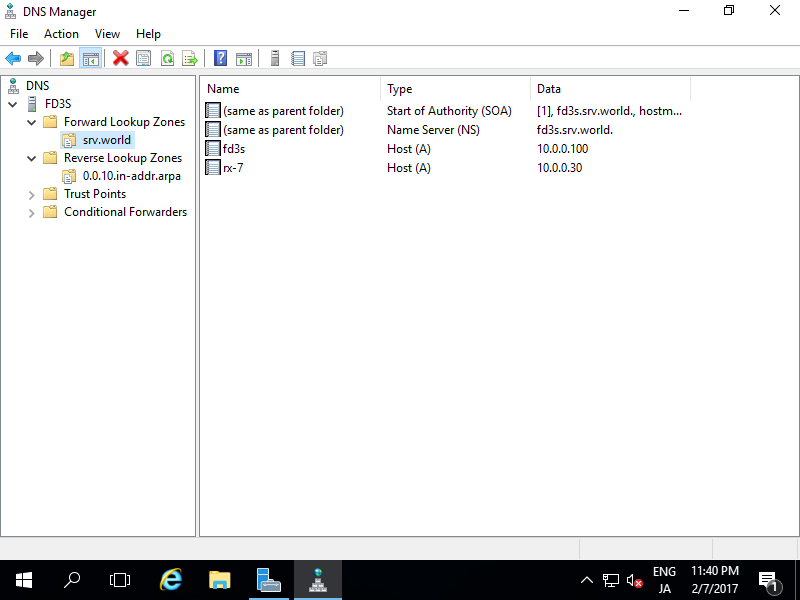 DNS Manager
File Action View Help
DNS
FD3S
Forward Lookup Zones
srv.world
Reverse Lookup Zones
0.0.10.in-addr.arpa
Trust Points
Conditional Forwarders
Name Type Data
(same as parent folder) Start of Authority (SOA) [1], fd3s.srv.world., hostm...
(same as parent folder) Name Server (NS) fd3s.srv.world.
fd3s Host (A) 10.0.0.100
rx-7 Host (A) 10.0.0.30
ENG 11:40 PM
JA 2/7/2017
1